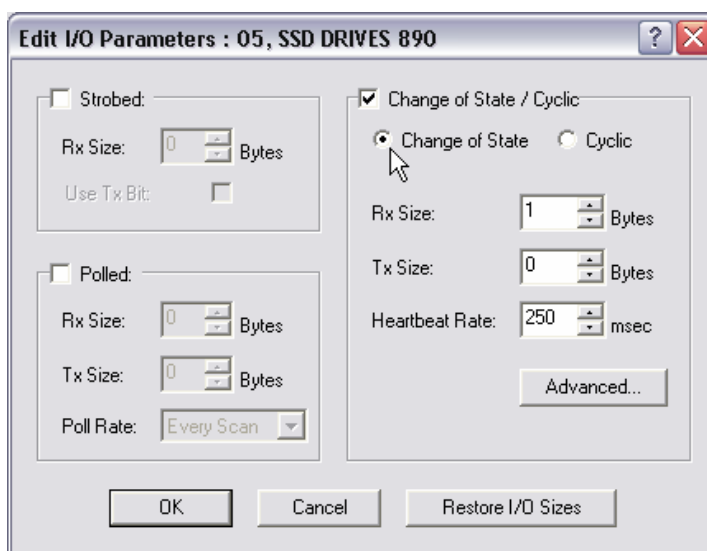 Edit I/O Parameters : 05, SSD DRIVES 890
Strobed:
Rx Size: 0 Bytes
Use Tx Bit:
Polled:
Rx Size: 0 Bytes
Tx Size: 0 Bytes
Poll Rate: Every Scan
Change of State / Cyclic
Change of State Cyclic
Rx Size: 1 Bytes
Tx Size: 0 Bytes
Heartbeat Rate: 250 msec
Advanced...
OK Cancel Restore I/O Sizes